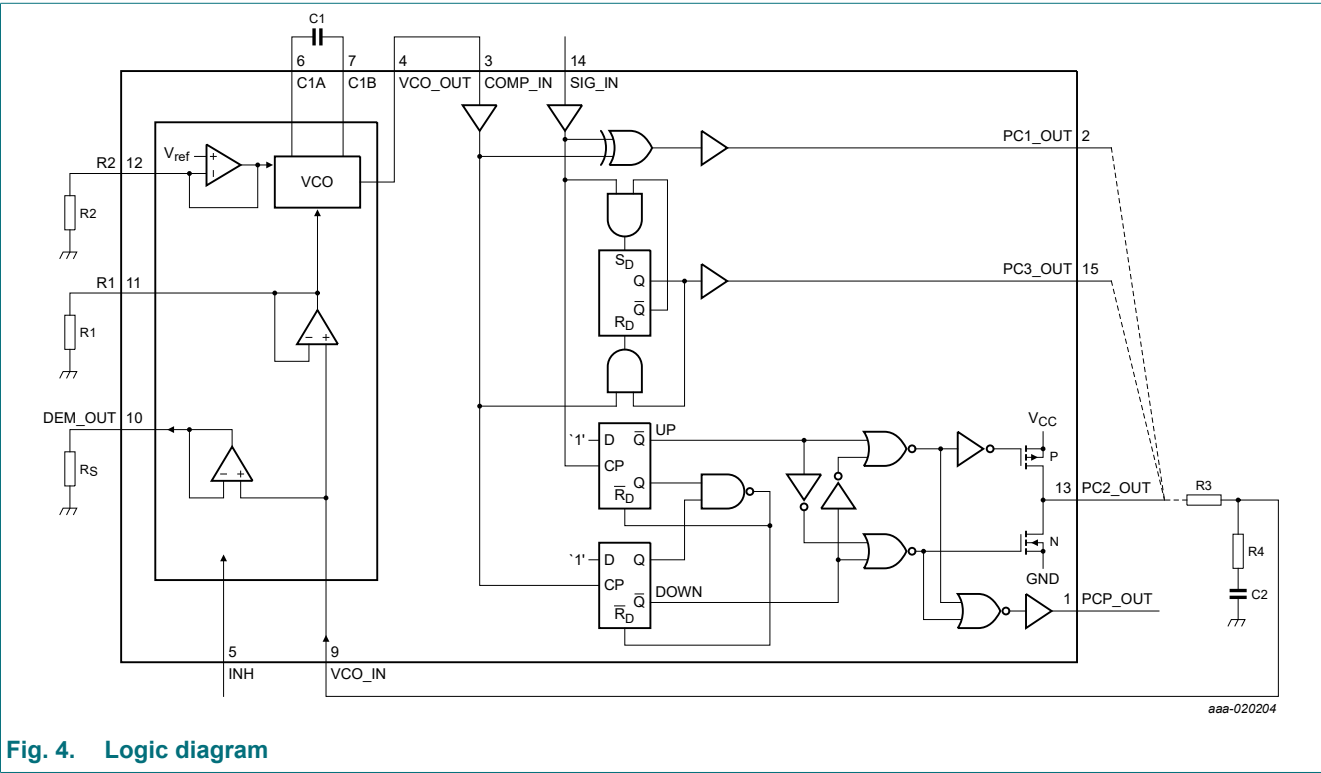 C1
6 7 4 3 14
C1A C1B VCO_OUT COMP_IN SIG_IN
PC1_OUT 2
Vref + −
R2 12
VCO
R2
SD
Q
Q̅
RD
PC3_OUT 15
R1 11
R1
− +
DEM_OUT 10
RS
− +
'1' D Q̅ UP
CP
Q
R̅D
VCC
P
13 PC2_OUT
R3
N
GND
R4
C2
'1' D Q
CP
Q̅ DOWN
R̅D
1 PCP_OUT
5 9
INH VCO_IN
aaa-020204
Fig. 4. Logic diagram